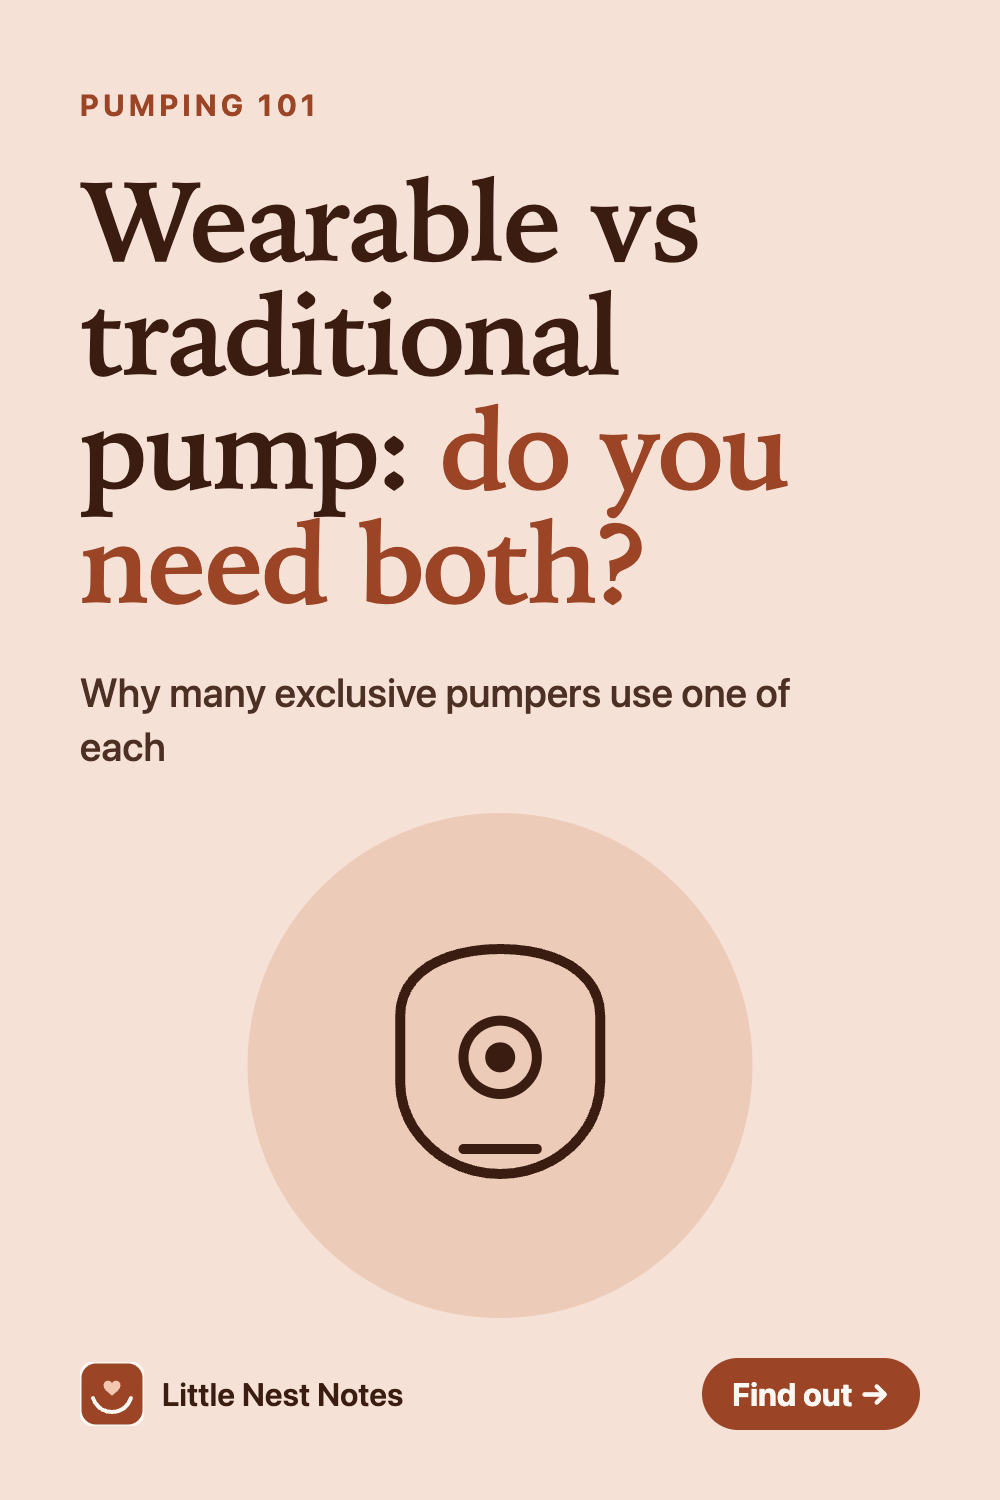 PUMPING 101
Wearable vs
traditional
pump: do you
need both?
Why many exclusive pumpers use one of
each
Little Nest Notes
Find out →